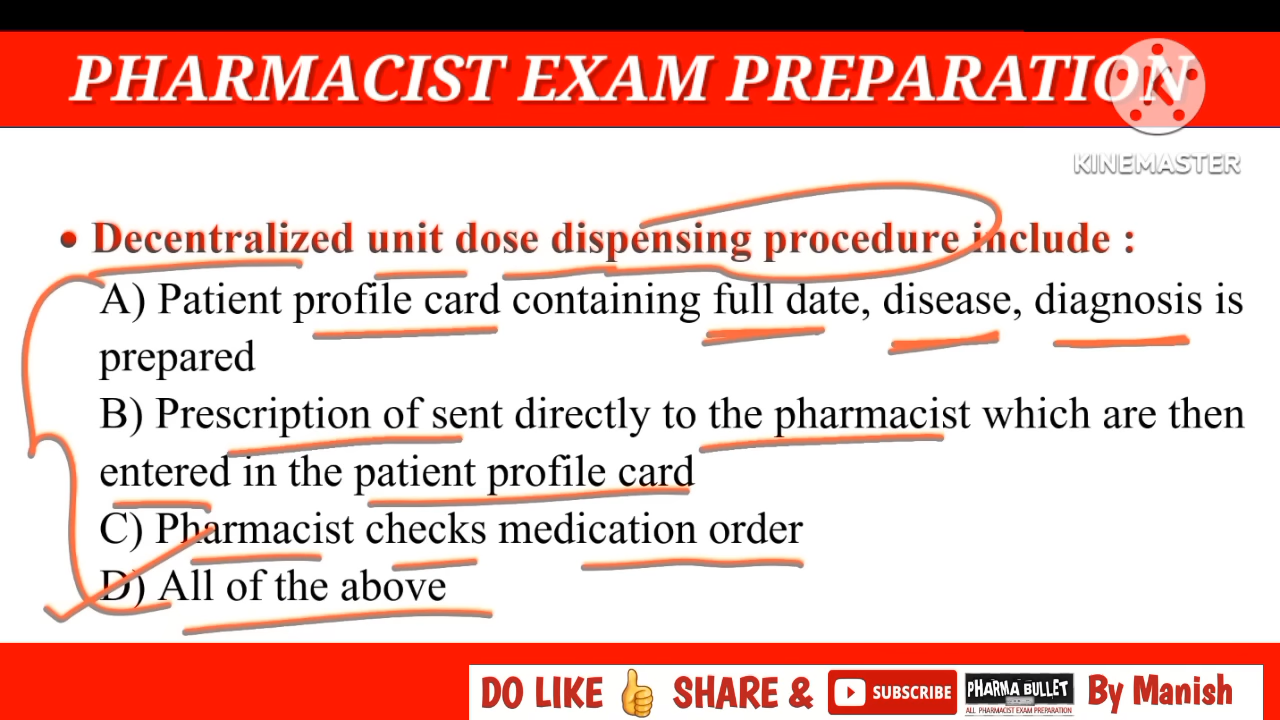 PHARMACIST EXAM PREPARATION
KINEMASTER
• Decentralized unit dose dispensing procedure include :
A) Patient profile card containing full date, disease, diagnosis is
prepared
B) Prescription of sent directly to the pharmacist which are then
entered in the patient profile card
C) Pharmacist checks medication order
D) All of the above
DO LIKE 👍 SHARE & SUBSCRIBE PHARMA BULLET By Manish
ALL PHARMACIST EXAM PREPARATION